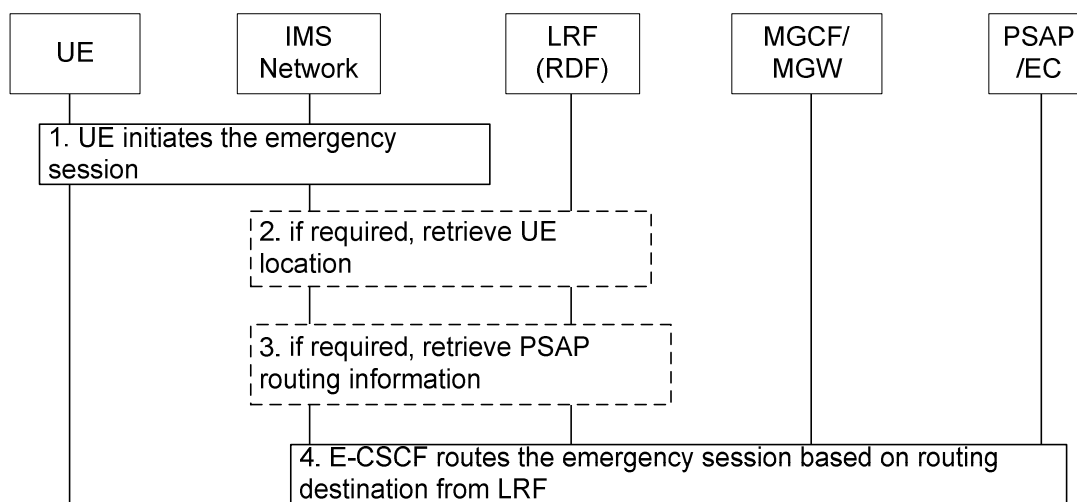 UE
IMS
Network
LRF
(RDF)
MGCF/
MGW
PSAP
/EC
1. UE initiates the emergency
session
2. if required, retrieve UE
location
3. if required, retrieve PSAP
routing information
4. E-CSCF routes the emergency session based on routing
destination from LRF